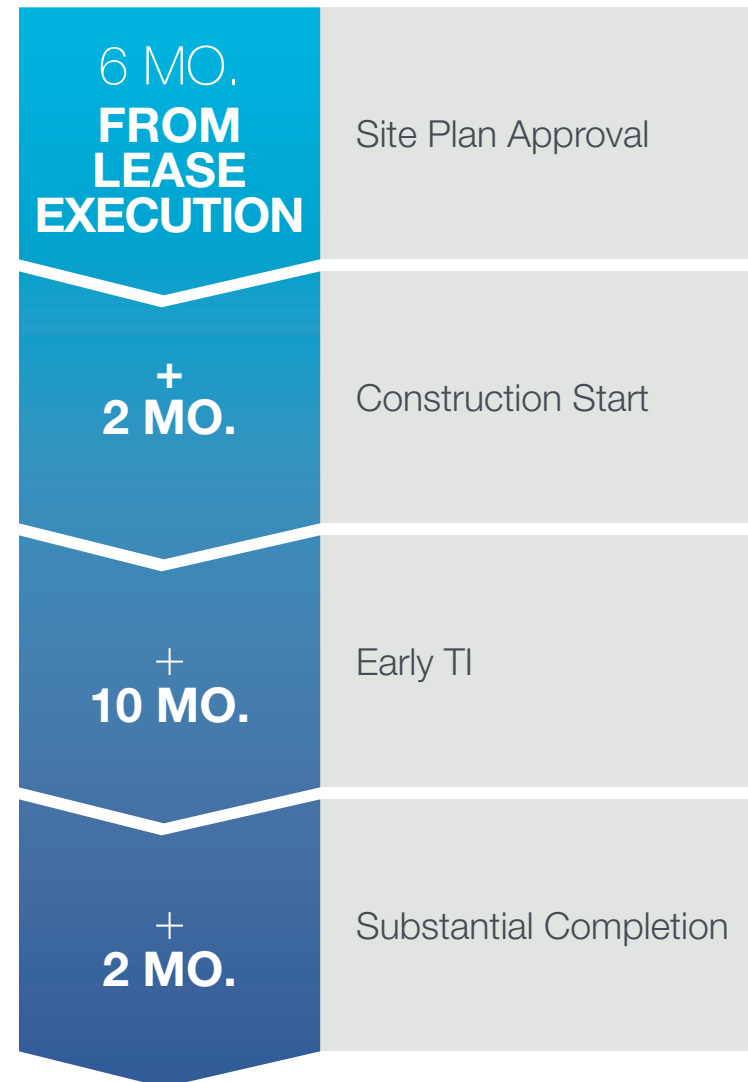 6 MO.
FROM
LEASE
EXECUTION
Site Plan Approval
+
2 MO.
Construction Start
+
10 MO.
Early TI
+
2 MO.
Substantial Completion